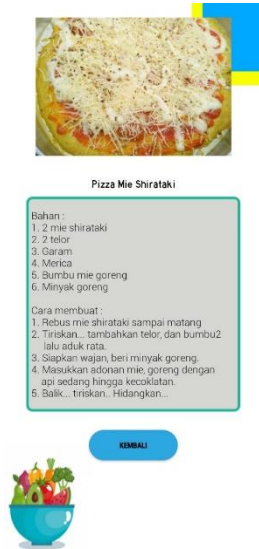 Pizza Mie Shirataki
Bahan :
1. 2 mie shirataki
2. 2 telor
3. Garam
4. Merica
5. Bumbu mie goreng
6. Minyak goreng
Cara membuat :
1. Rebus mie shirataki sampai matang
2. Tiriskan... tambahkan telor, dan bumbu2
lalu aduk rata.
3. Siapkan wajan, beri minyak goreng.
4. Masukkan adonan mie, goreng dengan
api sedang hingga kecoklatan.
5. Balik... tiriskan.. Hidangkan...
KEMBALI